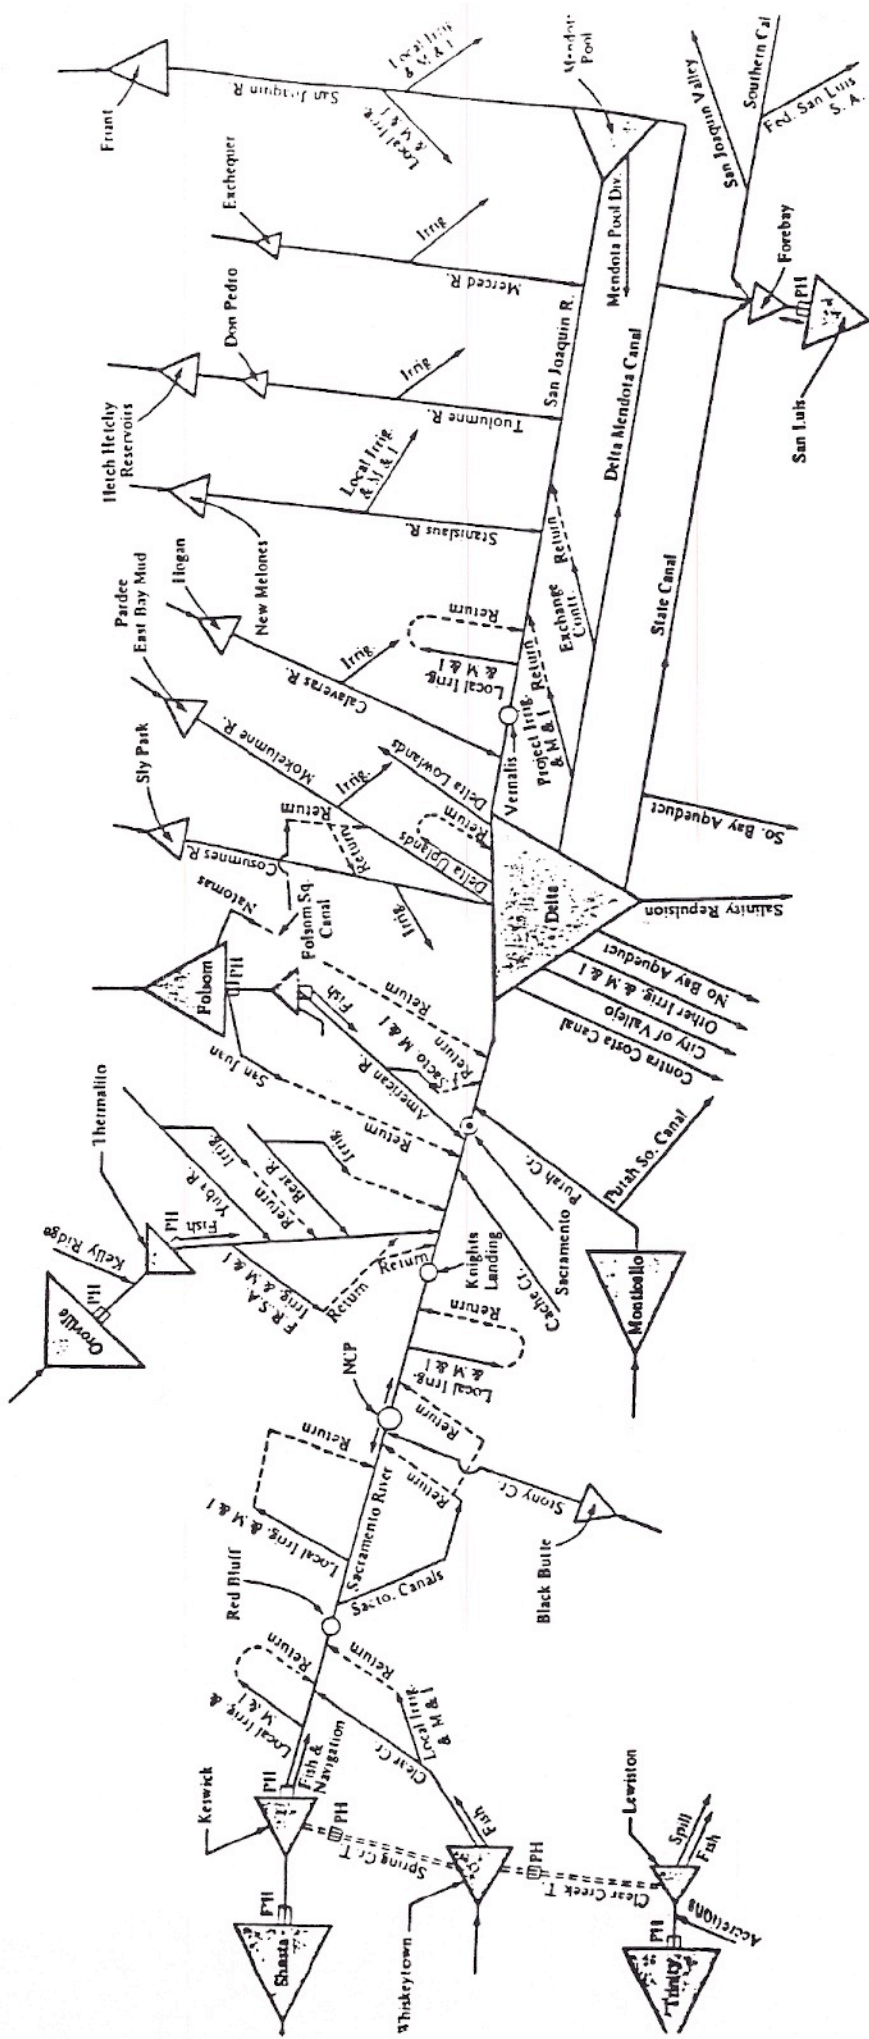 Friant
San Joaquin R
Local Irrig
& M & I
Local Irrig.
& M & I
Mendota
Pool
San Joaquin Valley
Southern Cal
Fed. San Luis
S. A.
Exchequer
Merced R.
Irrig
Mendota Pool Div.
Forebay
PH
San Luis
Don Pedro
Hetch Hetchy
Reservoirs
Tuolumne R.
Irrig
San Joaquin R.
Delta Mendota Canal
New Melones
Stanislaus R.
Local Irrig.
& M & I
Hogan
Calaveras R.
Irrig.
Return
Local Irrig.
& M & I
Return
Exchange
Contr.
Return
Project Irrig.
& M & I
State Canal
Pardee
East Bay Mud
Mokelumne R.
Irrig.
Delta Lowlands
Vernalis
Sly Park
Cosumnes R.
Return
Return
Delta Uplands
Return
Irrig.
So. Bay Aqueduct
Natomas
Folsom Sq.
Canal
Folsom
PH
Delta
Salinity Repulsion
No Bay Aqueduct
Other Irrig. & M & I
City of Vallejo
Contra Costa Canal
Fish
San Juan
American R.
Return
Return
Sacto. M & I
Return
Thermalito
Kelly Ridge
Oroville
PH
PH
Fish
Yuba R.
Irrig.
Return
Bear R.
Irrig.
F. R. S. A.
Irrig. & M & I
Return
Return
Knights
Landing
Cache Cr.
Sacramento
Putah Cr.
Putah So. Canal
Monticello
NCP
Return
Local Irrig.
& M & I
Return
Return
Return
Local Irrig. & M & I
Sacramento River
Sacto. Canals
Stony Cr.
Black Butte
Red Bluff
Return
Local Irrig. &
M & I
Return
Local Irrig.
& M & I
Clear Cr.
Keswick
PH
Fish &
Navigation
PH
Shasta
PH
Spring Cr. T.
Fish
PH
Whiskeytown
Clear Creek T.
Lewiston
Spill
Fish
PH
Accretions
Trinity